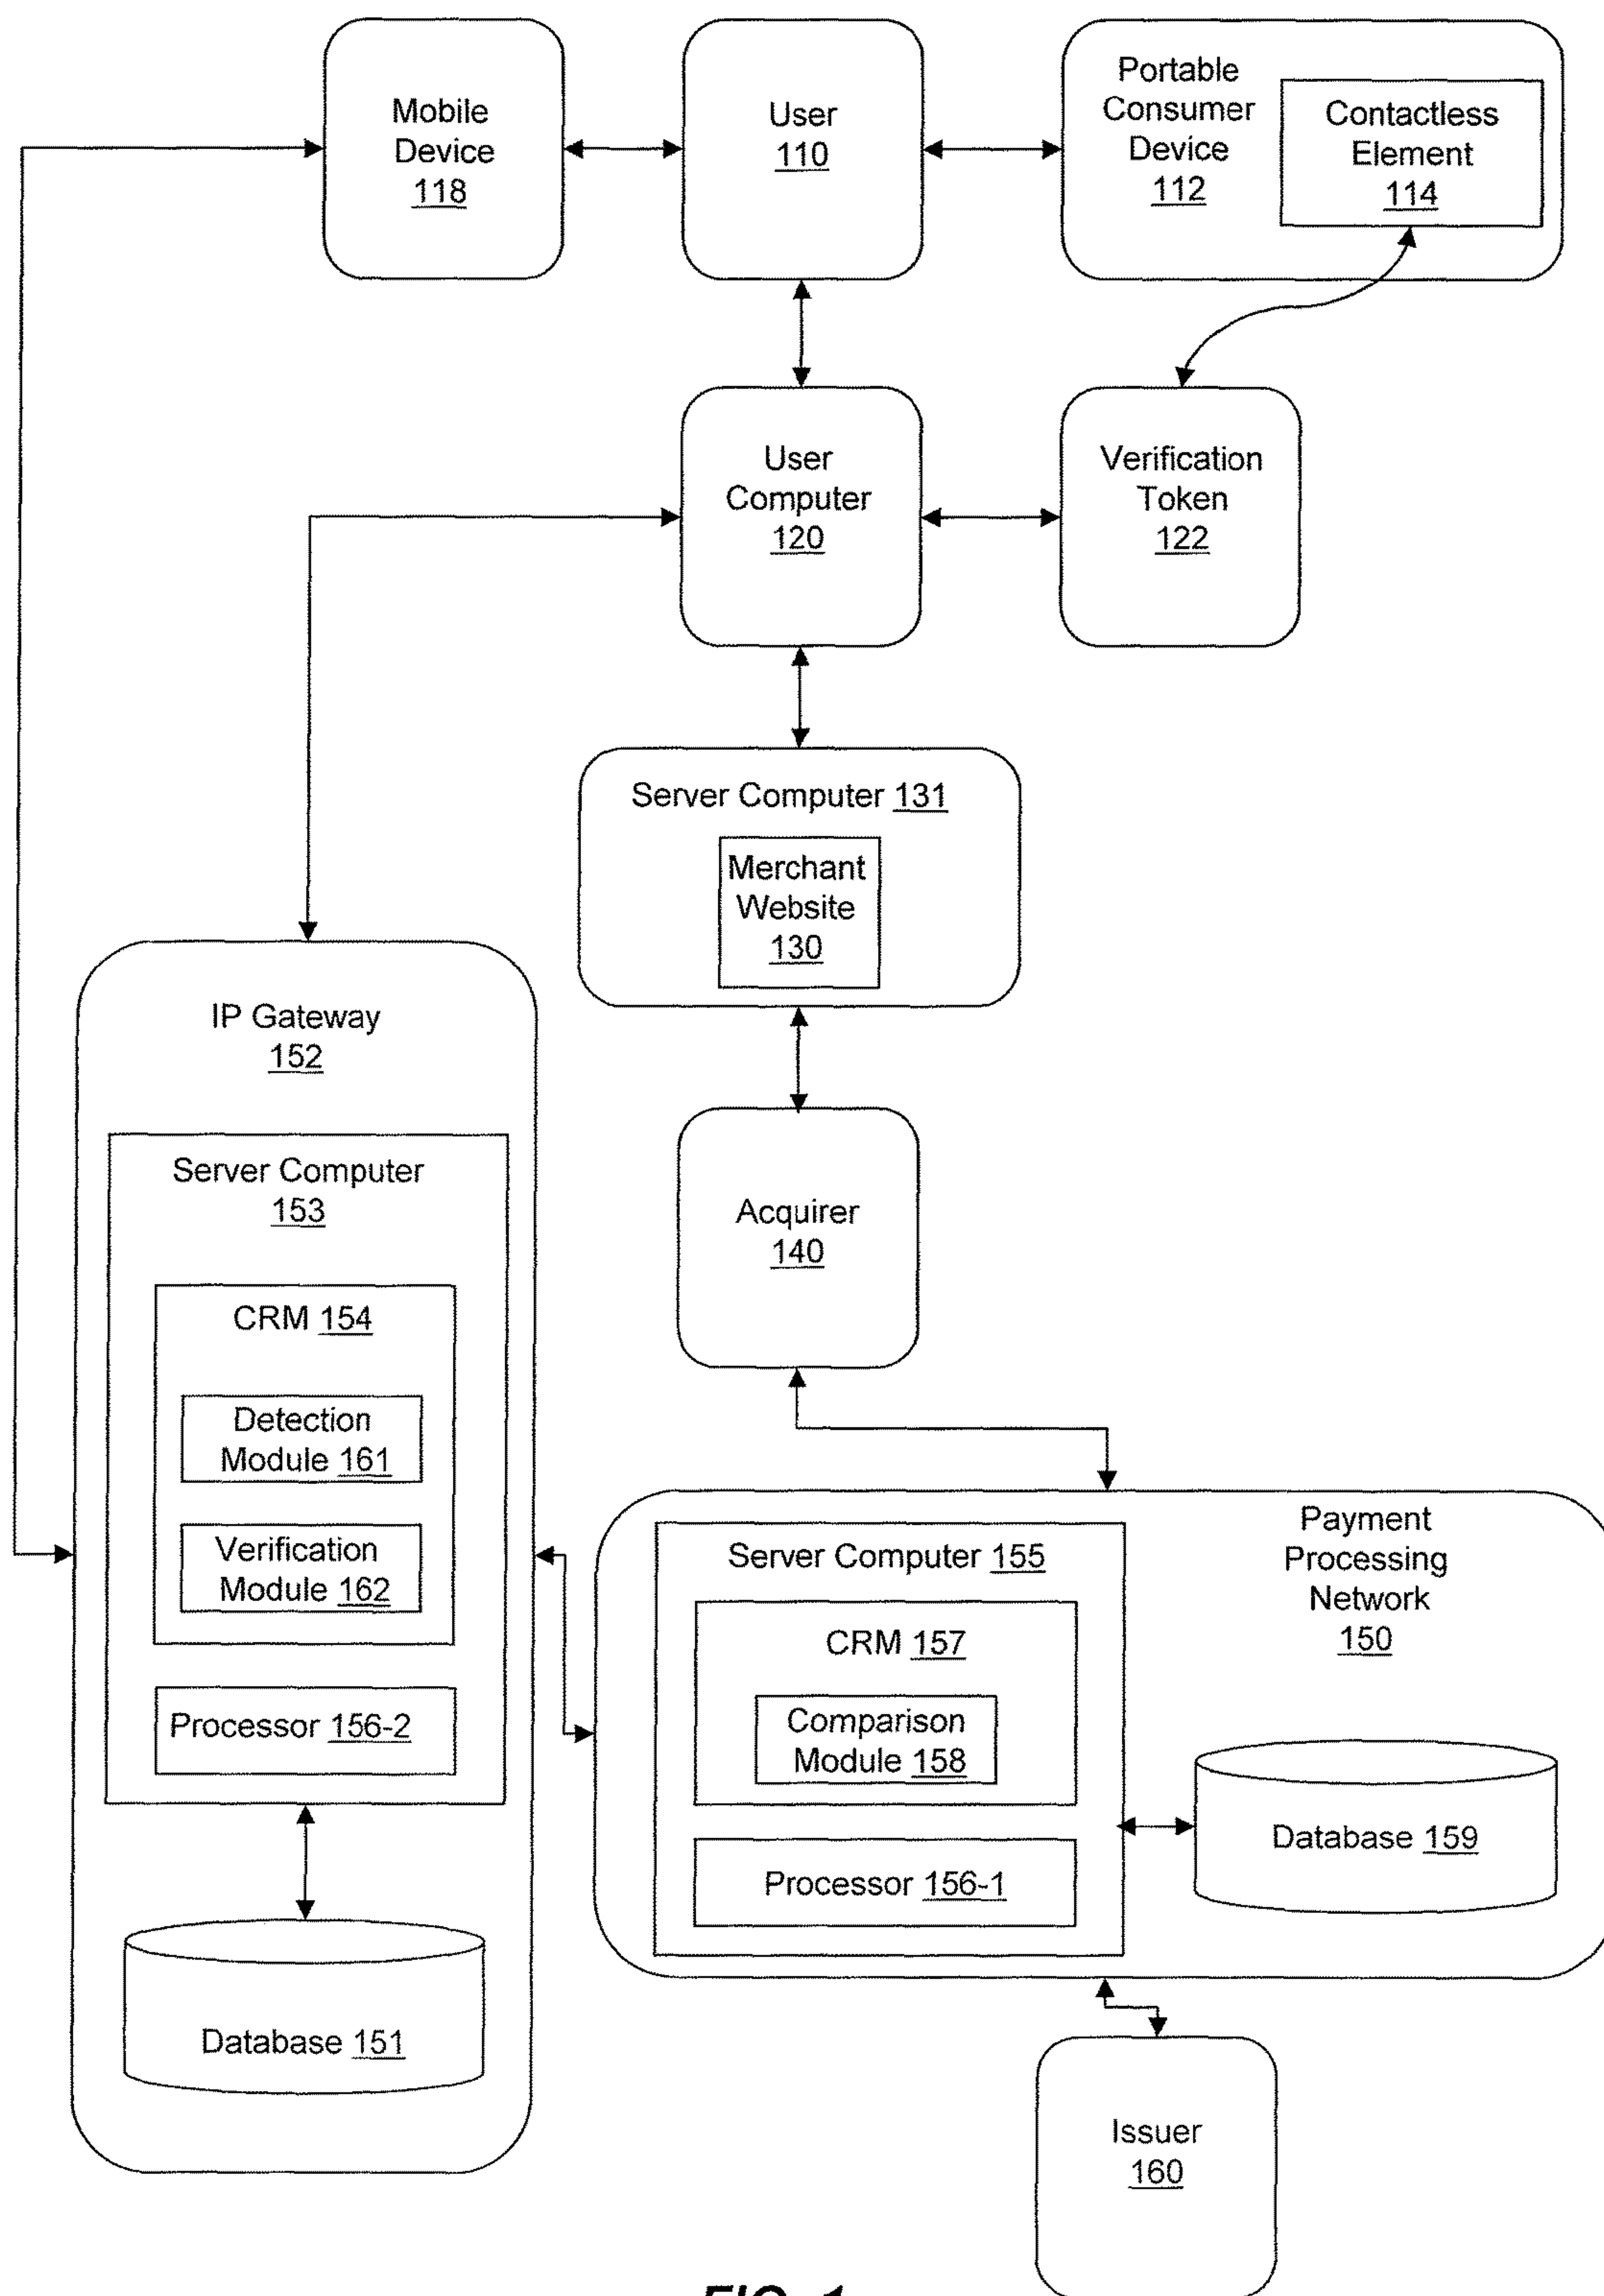 Mobile
Device
118
User
110
Portable
Consumer
Device
112
Contactless
Element
114
User
Computer
120
Verification
Token
122
Server Computer 131
Merchant
Website
130
IP Gateway
152
Server Computer
153
CRM 154
Detection
Module 161
Verification
Module 162
Processor 156-2
Database 151
Acquirer
140
Payment
Processing
Network
150
Server Computer 155
CRM 157
Comparison
Module 158
Processor 156-1
Database 159
Issuer
160
FIG. 1